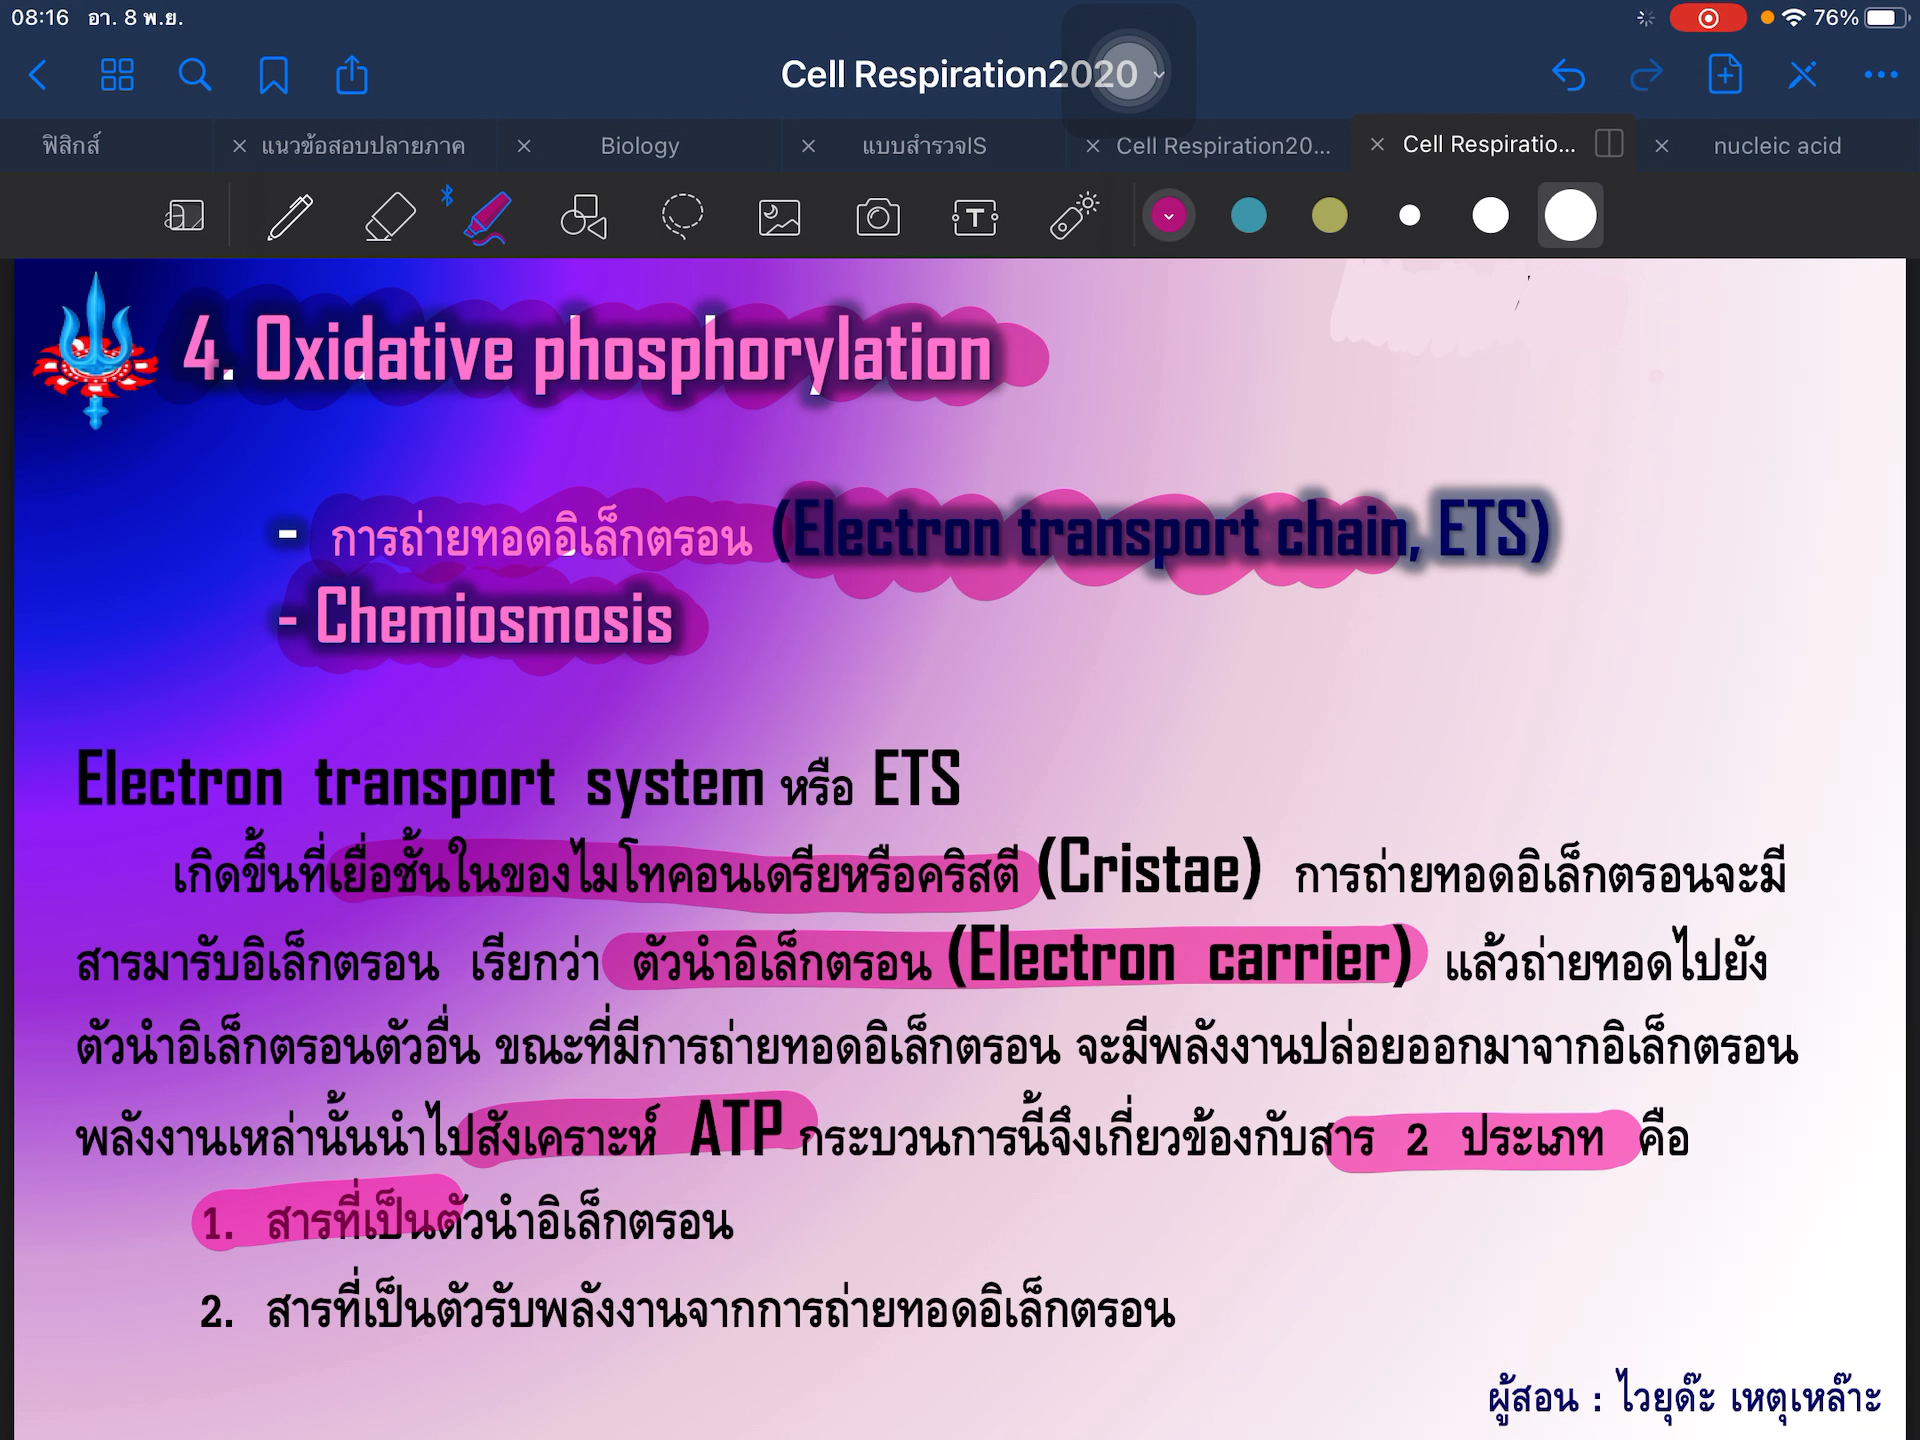 08:16 อา. 8 พ.ย.
76%
Cell Respiration2020
ฟิสิกส์
แนวข้อสอบปลายภาค
Biology
แบบสำรวจIS
Cell Respiration20...
Cell Respiratio...
nucleic acid
4. Oxidative phosphorylation
- การถ่ายทอดอิเล็กตรอน (Electron transport chain, ETS)
- Chemiosmosis
Electron transport system หรือ ETS
เกิดขึ้นที่เยื่อชั้นในของไมโทคอนเดรียหรือคริสตี (Cristae) การถ่ายทอดอิเล็กตรอนจะมี
สารมารับอิเล็กตรอน เรียกว่า ตัวนำอิเล็กตรอน (Electron carrier) แล้วถ่ายทอดไปยัง
ตัวนำอิเล็กตรอนตัวอื่น ขณะที่มีการถ่ายทอดอิเล็กตรอน จะมีพลังงานปล่อยออกมาจากอิเล็กตรอน
พลังงานเหล่านั้นนำไปสังเคราะห์ ATP กระบวนการนี้จึงเกี่ยวข้องกับสาร 2 ประเภท คือ
1. สารที่เป็นตัวนำอิเล็กตรอน
2. สารที่เป็นตัวรับพลังงานจากการถ่ายทอดอิเล็กตรอน
ผู้สอน : ไวยุด๊ะ เหตุเหล๊าะ